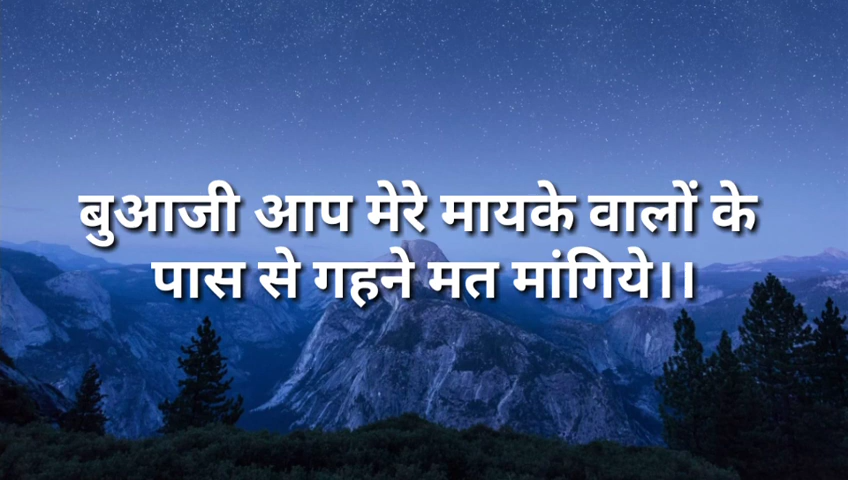 बुआजी आप मेरे मायके वालों के
पास से गहने मत मांगिये।।